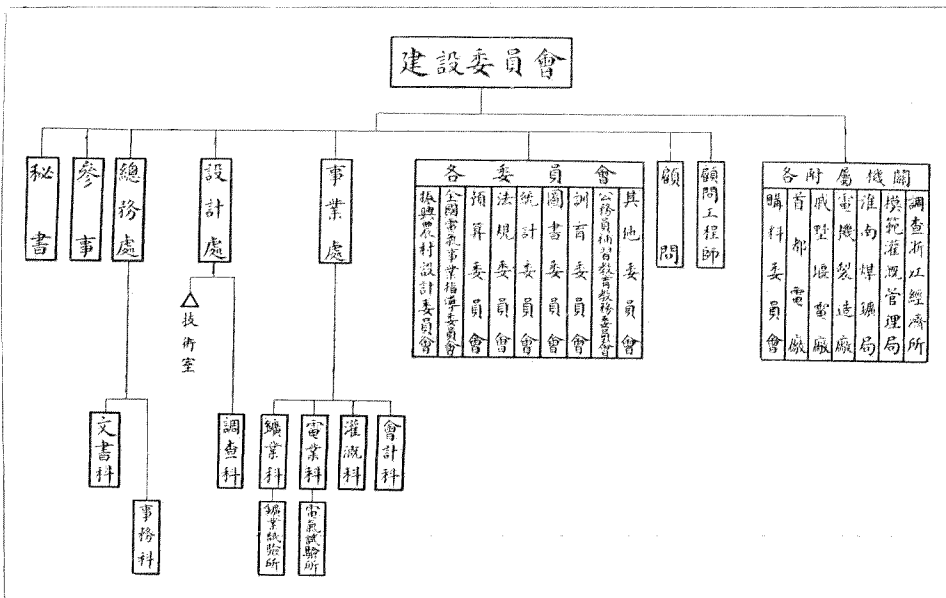 建設委員會
顧問工程師
顧問
各委員會
其他委員會
公務員補習教育教務委員會
訓育委員會
圖書委員會
統計委員會
法規委員會
預算委員會
全國電氣事業指導委員會
振興農村設計委員會
各附屬機關
調查浙江經濟所
模範灌溉管理局
淮南煤鑛局
電機製造廠
戚墅堰電廠
首都電廠
購料委員會
事業處
設計處
總務處
參事
秘書
技術室
會計科
灌溉科
電業科
鑛業科
調查科
文書科
事務科
電氣試驗所
鑛業試驗所